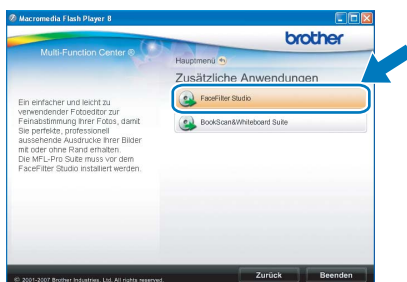 Macromedia Flash Player 8
brother
Multi-Function Center ®
Hauptmenü
Zusätzliche Anwendungen
FaceFilter Studio
BookScan&Whiteboard Suite
Ein einfacher und leicht zu
verwendender Fotoeditor zur
Feinabstimmung Ihrer Fotos, damit
Sie perfekte, professionell
aussehende Ausdrucke Ihrer Bilder
mit oder ohne Rand erhalten.
Die MFL-Pro Suite muss vor dem
FaceFilter Studio installiert werden.
© 2001-2007 Brother Industries, Ltd. All rights reserved.
Zurück
Beenden